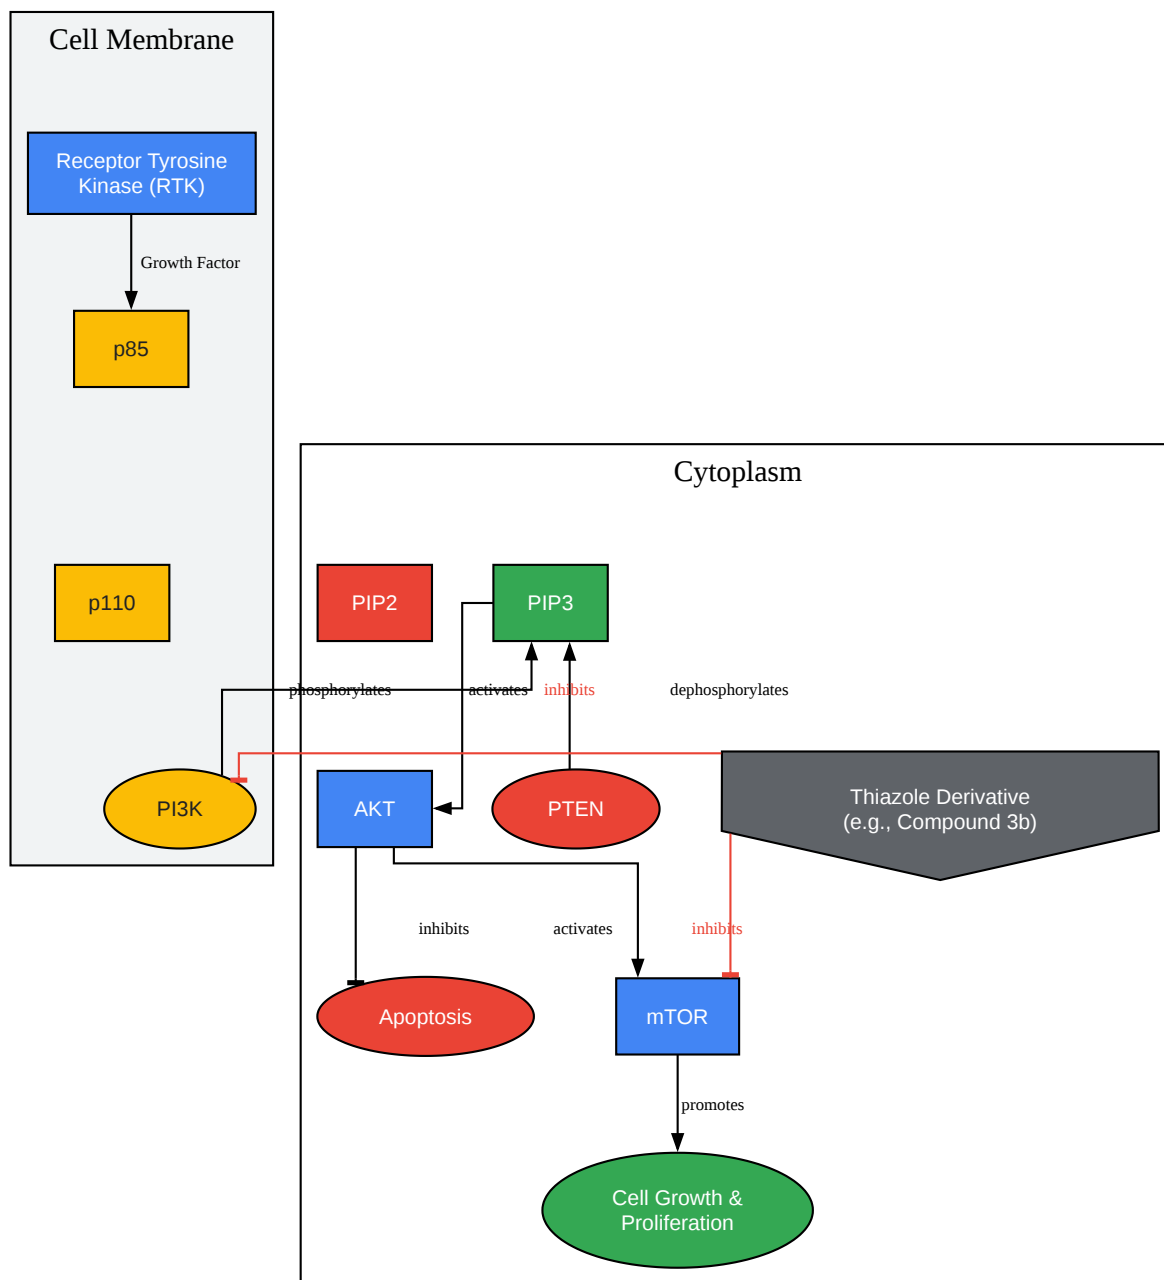 Cell Membrane
Receptor Tyrosine
Kinase (RTK)
Growth Factor
p85
Cytoplasm
p110
PIP2
PIP3
phosphorylates
activates
inhibits
dephosphorylates
PI3K
AKT
PTEN
Thiazole Derivative
(e.g., Compound 3b)
inhibits
activates
inhibits
Apoptosis
mTOR
promotes
Cell Growth &
Proliferation